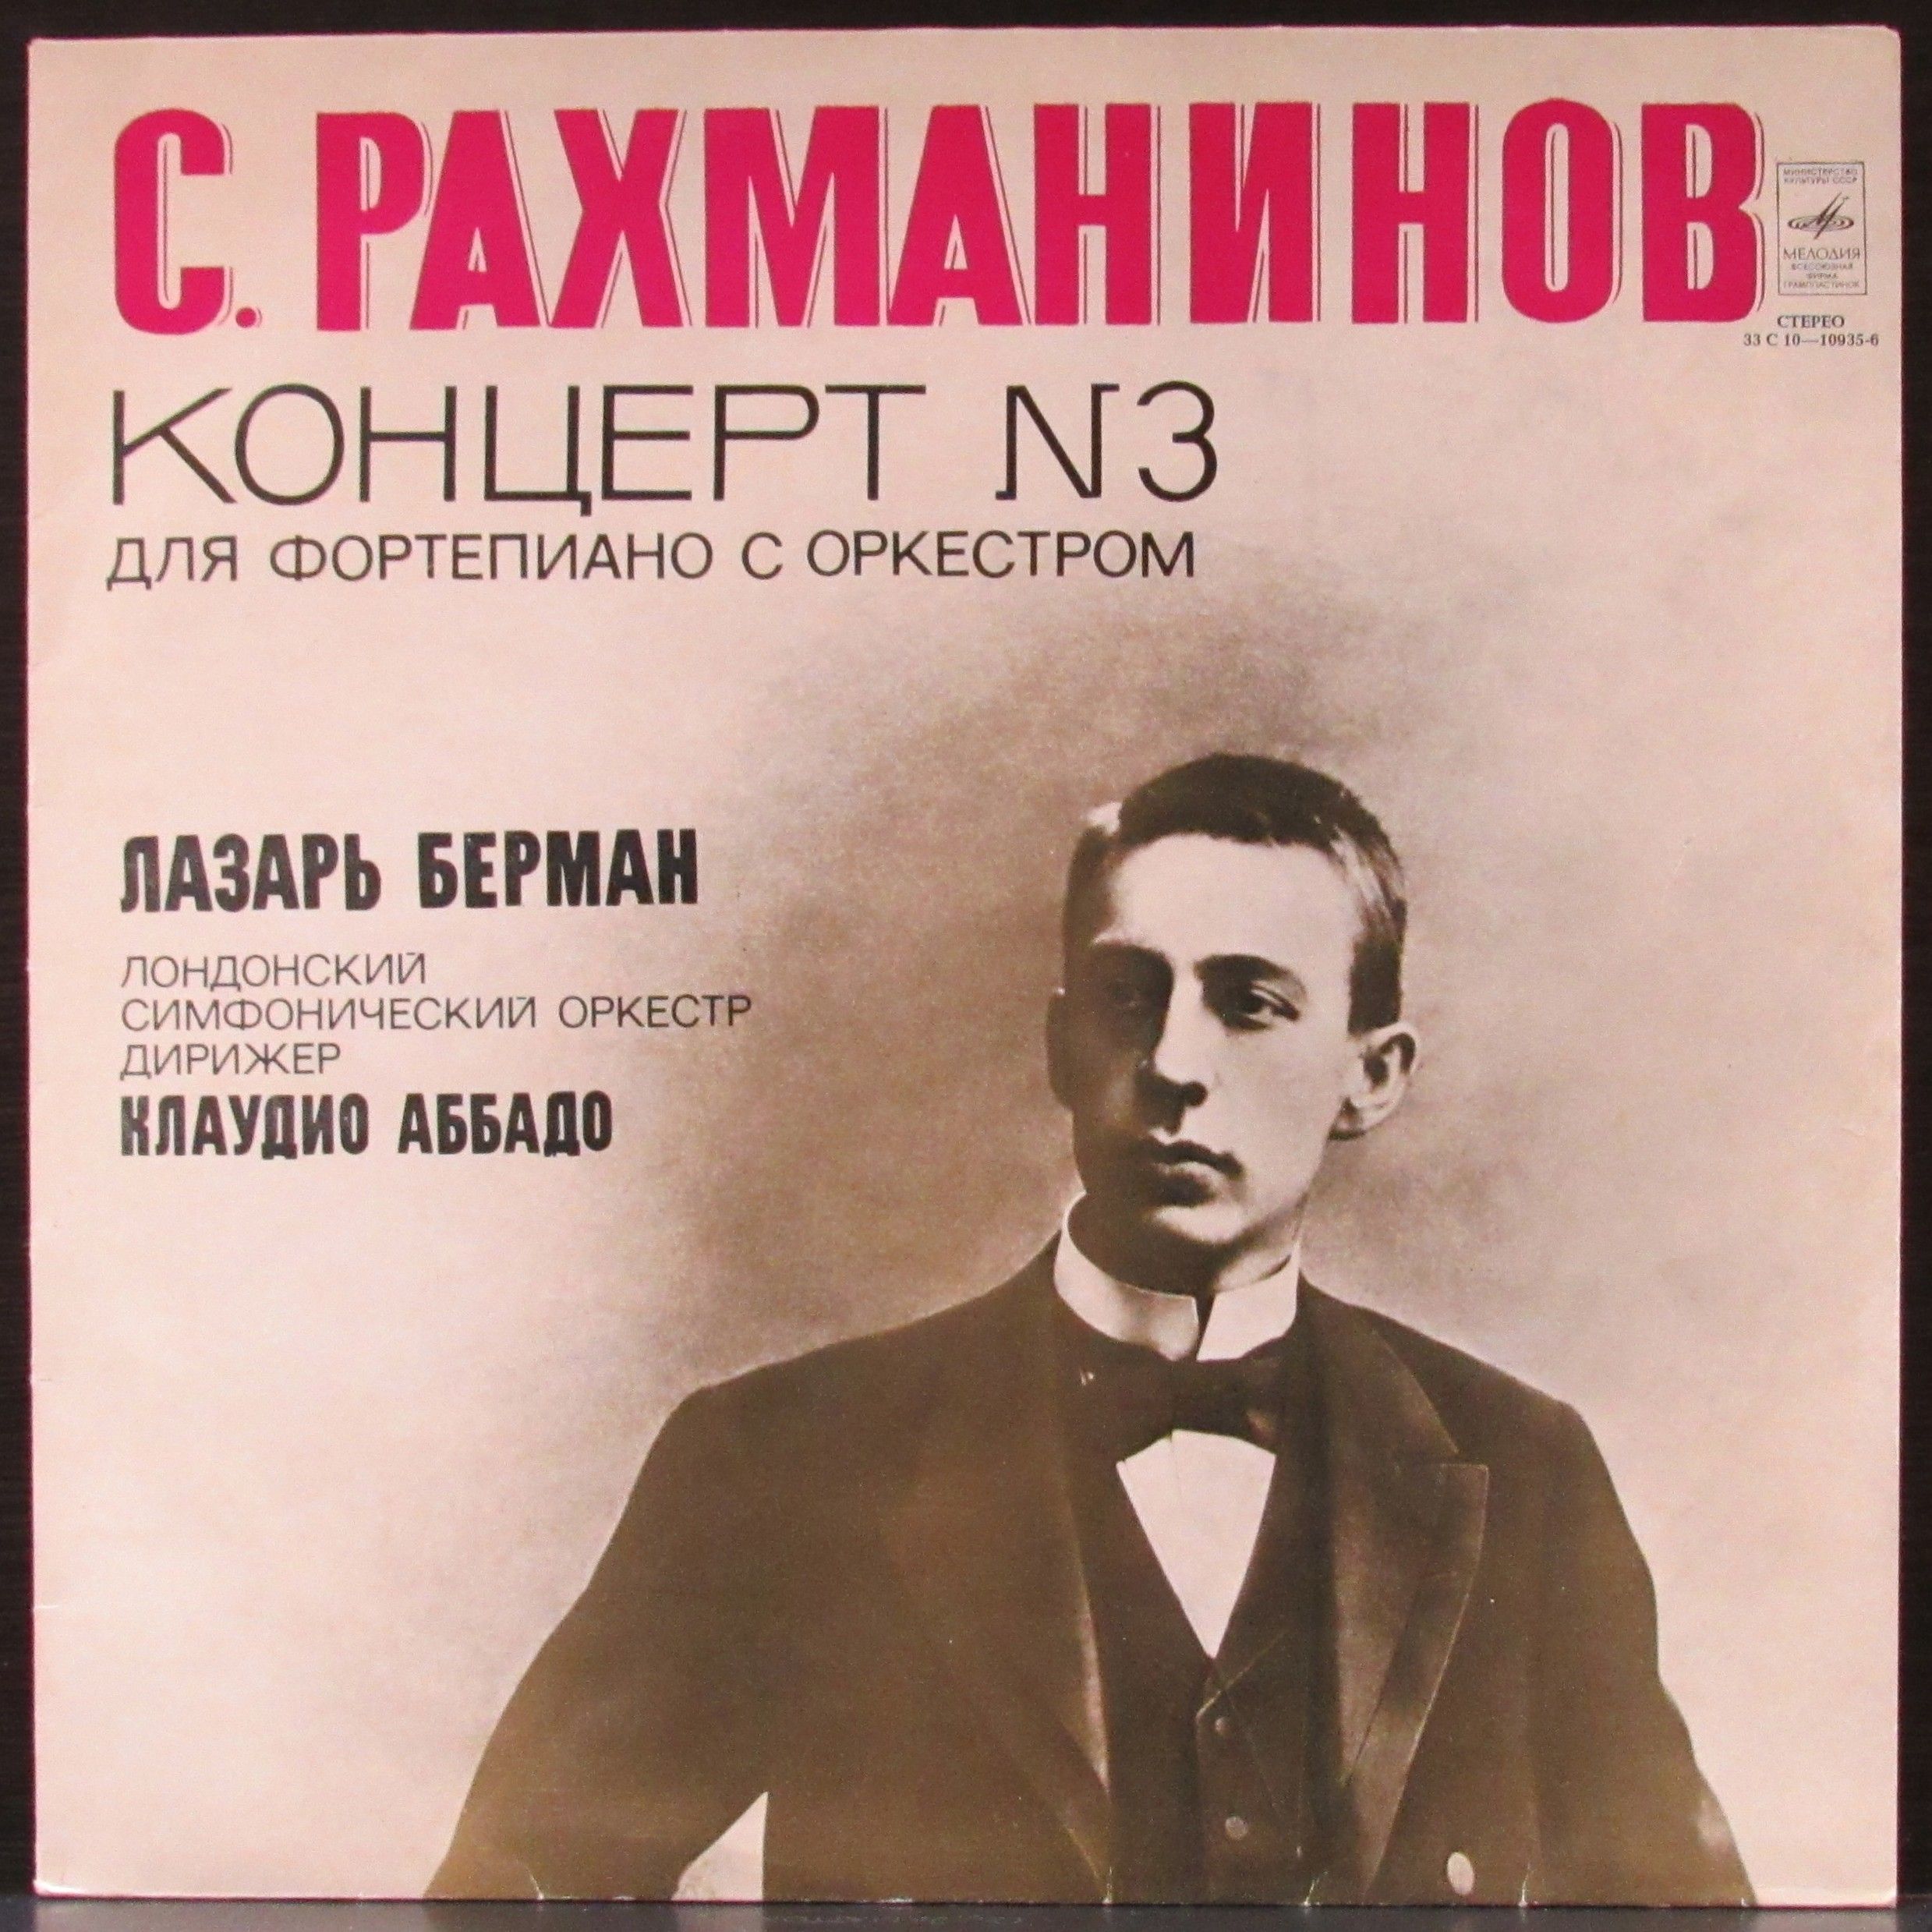 С. РАХМАНИНОВ
МИНИСТЕРСТВО
КУЛЬТУРЫ СССР
МЕЛОДИЯ
ВСЕСОЮЗНАЯ
ФИРМА
ГРАМПЛАСТИНОК
СТЕРЕО
33 С 10—10935-6
КОНЦЕРТ N3
ДЛЯ ФОРТЕПИАНО С ОРКЕСТРОМ
ЛАЗАРЬ БЕРМАН
ЛОНДОНСКИЙ
СИМФОНИЧЕСКИЙ ОРКЕСТР
ДИРИЖЕР
КЛАУДИО АББАДО